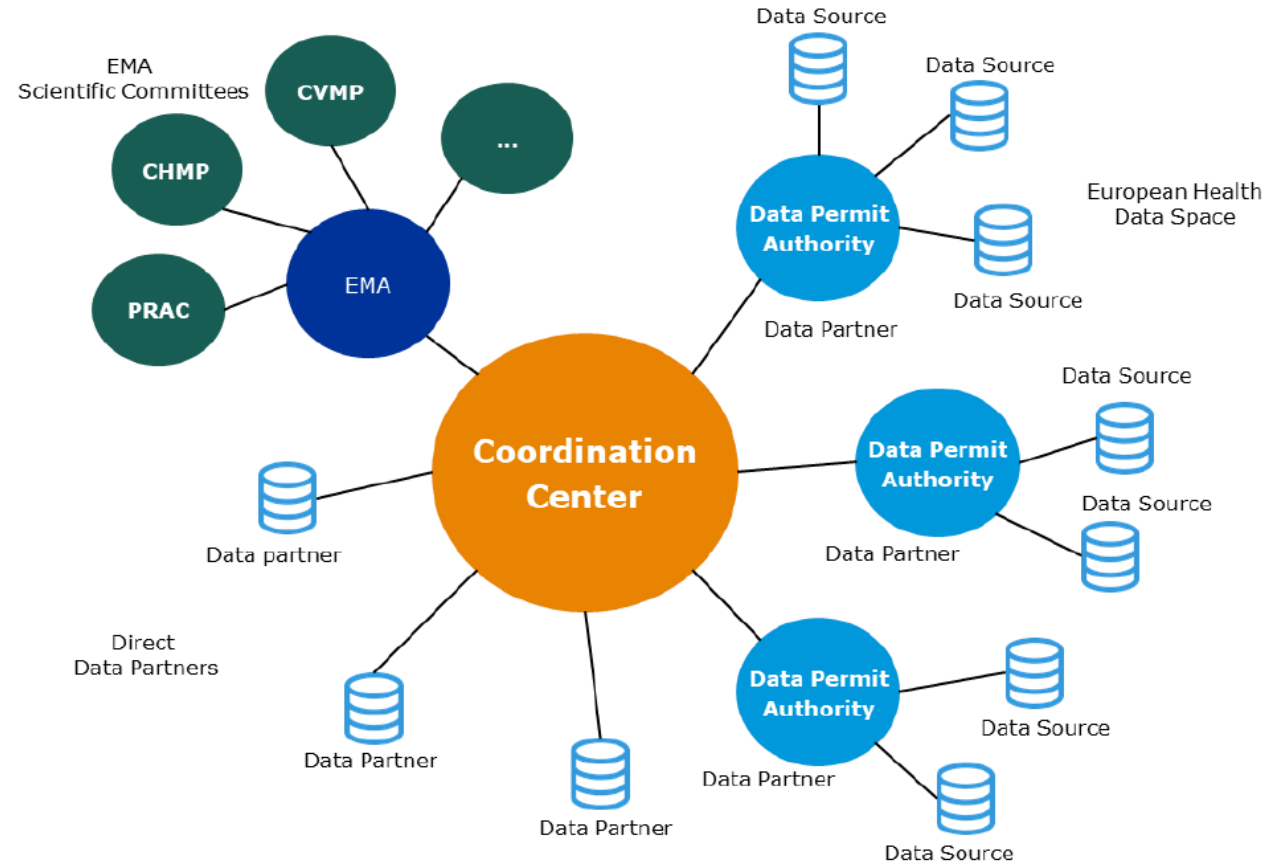 Data Source
EMA
Scientific Committees
CVMP
Data Source
...
CHMP
European Health
Data Space
Data Permit
Authority
EMA
PRAC
Data Source
Data Partner
Data Source
Coordination
Center
Data Permit
Authority
Data Source
Data partner
Data Partner
Direct
Data Partners
Data Permit
Authority
Data Source
Data Partner
Data Partner
Data Partner
Data Source